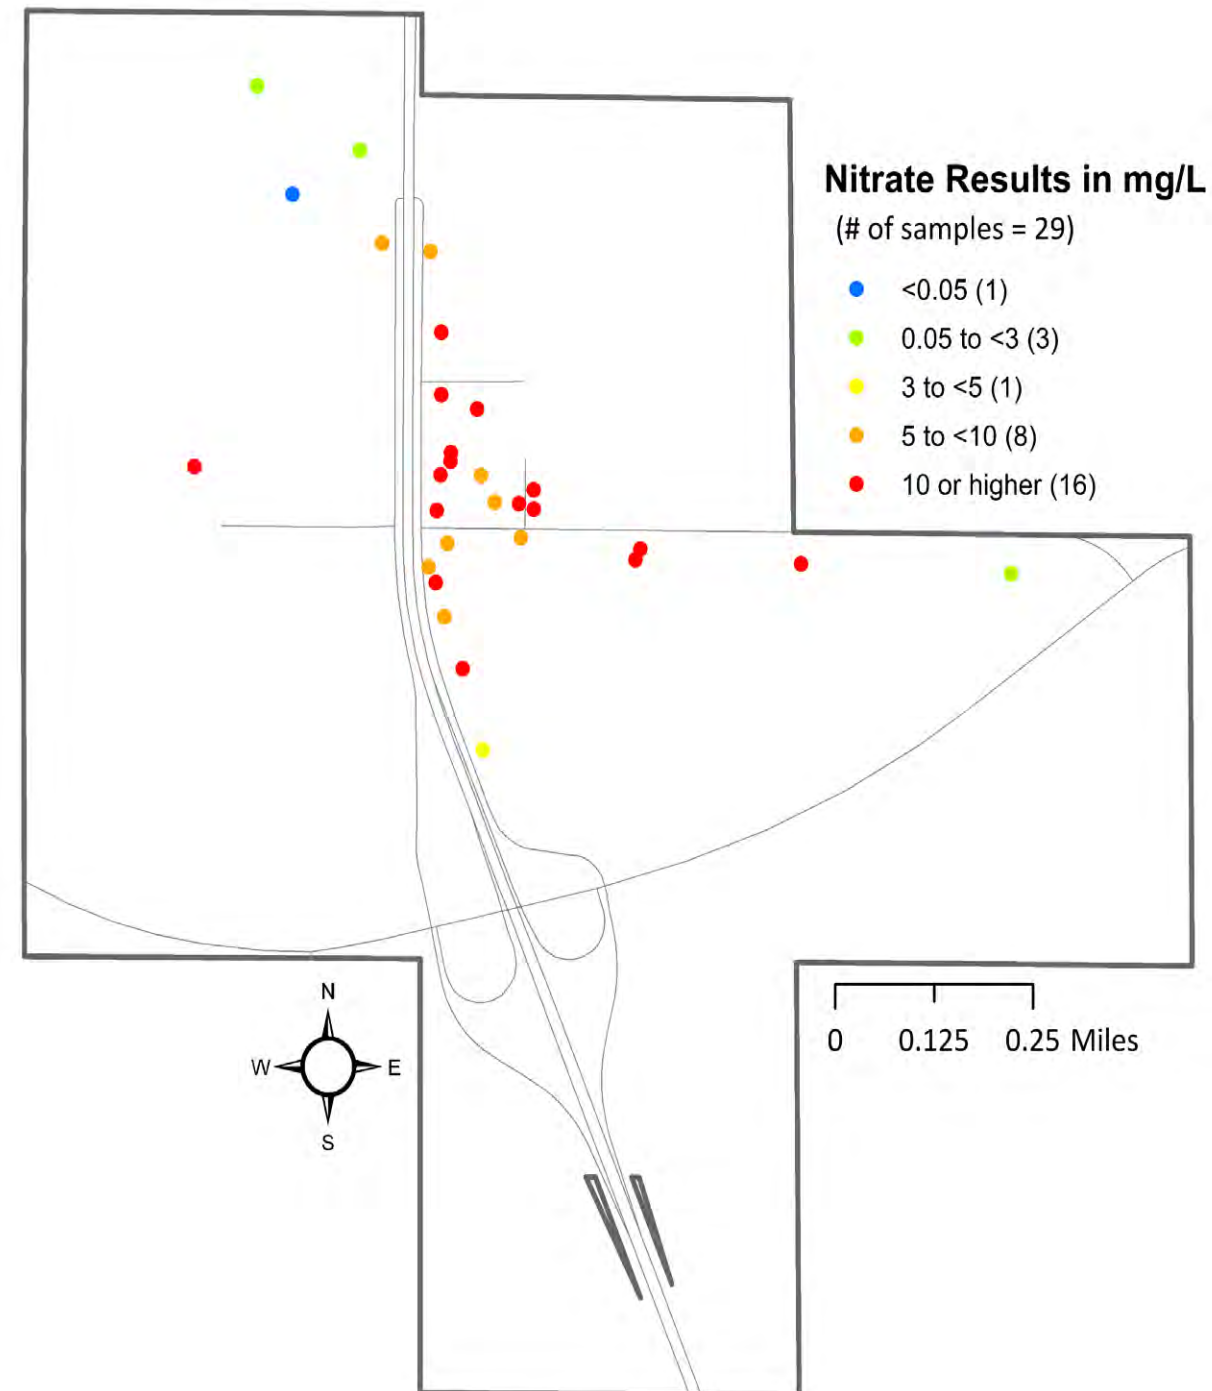 Nitrate Results in mg/L
(# of samples = 29)
<0.05 (1)
0.05 to <3 (3)
3 to <5 (1)
5 to <10 (8)
10 or higher (16)
N
W E
S
0 0.125 0.25 Miles